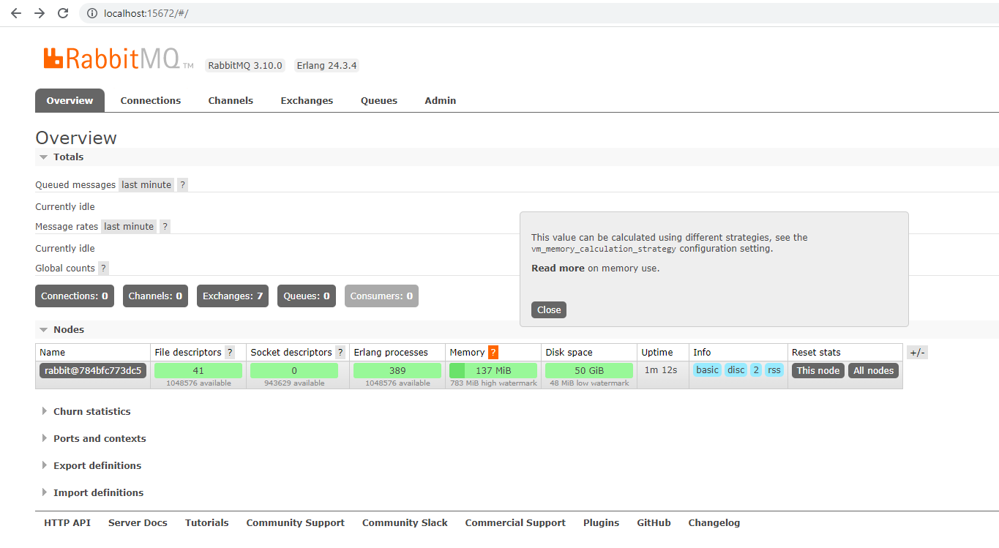 localhost:15672/#/
RabbitMQ TM RabbitMQ 3.10.0 Erlang 24.3.4
Overview Connections Channels Exchanges Queues Admin
Overview
Totals
Queued messages last minute ?
Currently idle
Message rates last minute ?
Currently idle
Global counts ?
Connections: 0 Channels: 0 Exchanges: 7 Queues: 0 Consumers: 0
This value can be calculated using different strategies, see the
vm_memory_calculation_strategy configuration setting.
Read more on memory use.
Close
Nodes
Name File descriptors ? Socket descriptors ? Erlang processes Memory ? Disk space Uptime Info Reset stats +/-
rabbit@784bfc773dc5 41 0 389 137 MiB 50 GiB 1m 12s basic disc 2 rss This node All nodes
1048576 available 943629 available 1048576 available 783 MiB high watermark 48 MiB low watermark
Churn statistics
Ports and contexts
Export definitions
Import definitions
HTTP API Server Docs Tutorials Community Support Community Slack Commercial Support Plugins GitHub Changelog